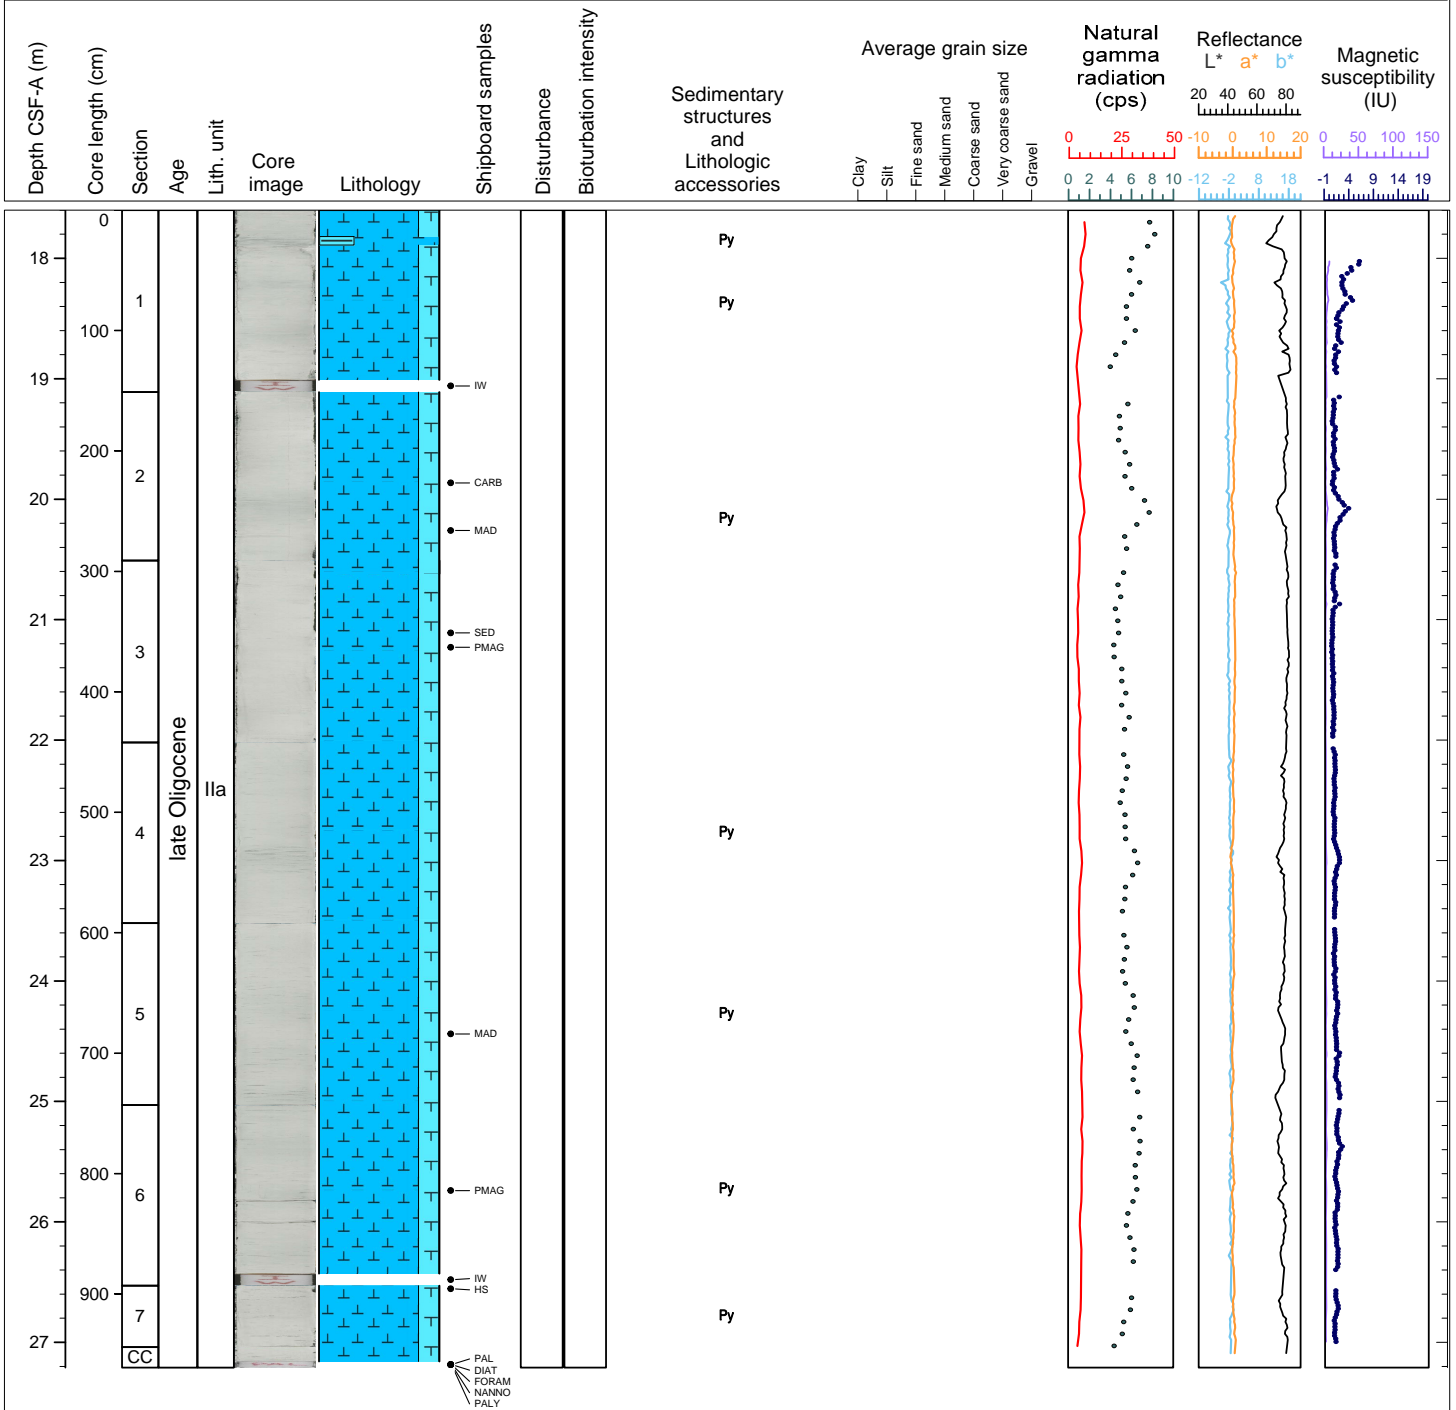 Depth CSF-A (m)
Core length (cm)
Section
Age
Lith. unit
Core
image
Lithology
Shipboard samples
Disturbance
Bioturbation intensity
Sedimentary
structures
and
Lithologic
accessories
Average grain size
Clay
Silt
Fine sand
Medium sand
Coarse sand
Very coarse sand
Gravel
Natural
gamma
radiation
(cps)
0 25 50
0 2 4 6 8 10
Reflectance
L* a* b*
20 40 60 80
-10 0 10 20
-12 -2 8 18
Magnetic
susceptibility
(IU)
0 50 100 150
-1 4 9 14 19
18
19
20
21
22
23
24
25
26
27
0
100
200
300
400
500
600
700
800
900
1
2
3
4
5
6
7
CC
late Oligocene
IIa
IW
CARB
MAD
SED
PMAG
MAD
PMAG
IW
HS
PAL
DIAT
FORAM
NANNO
PALY
Py
Py
Py
Py
Py
Py
Py